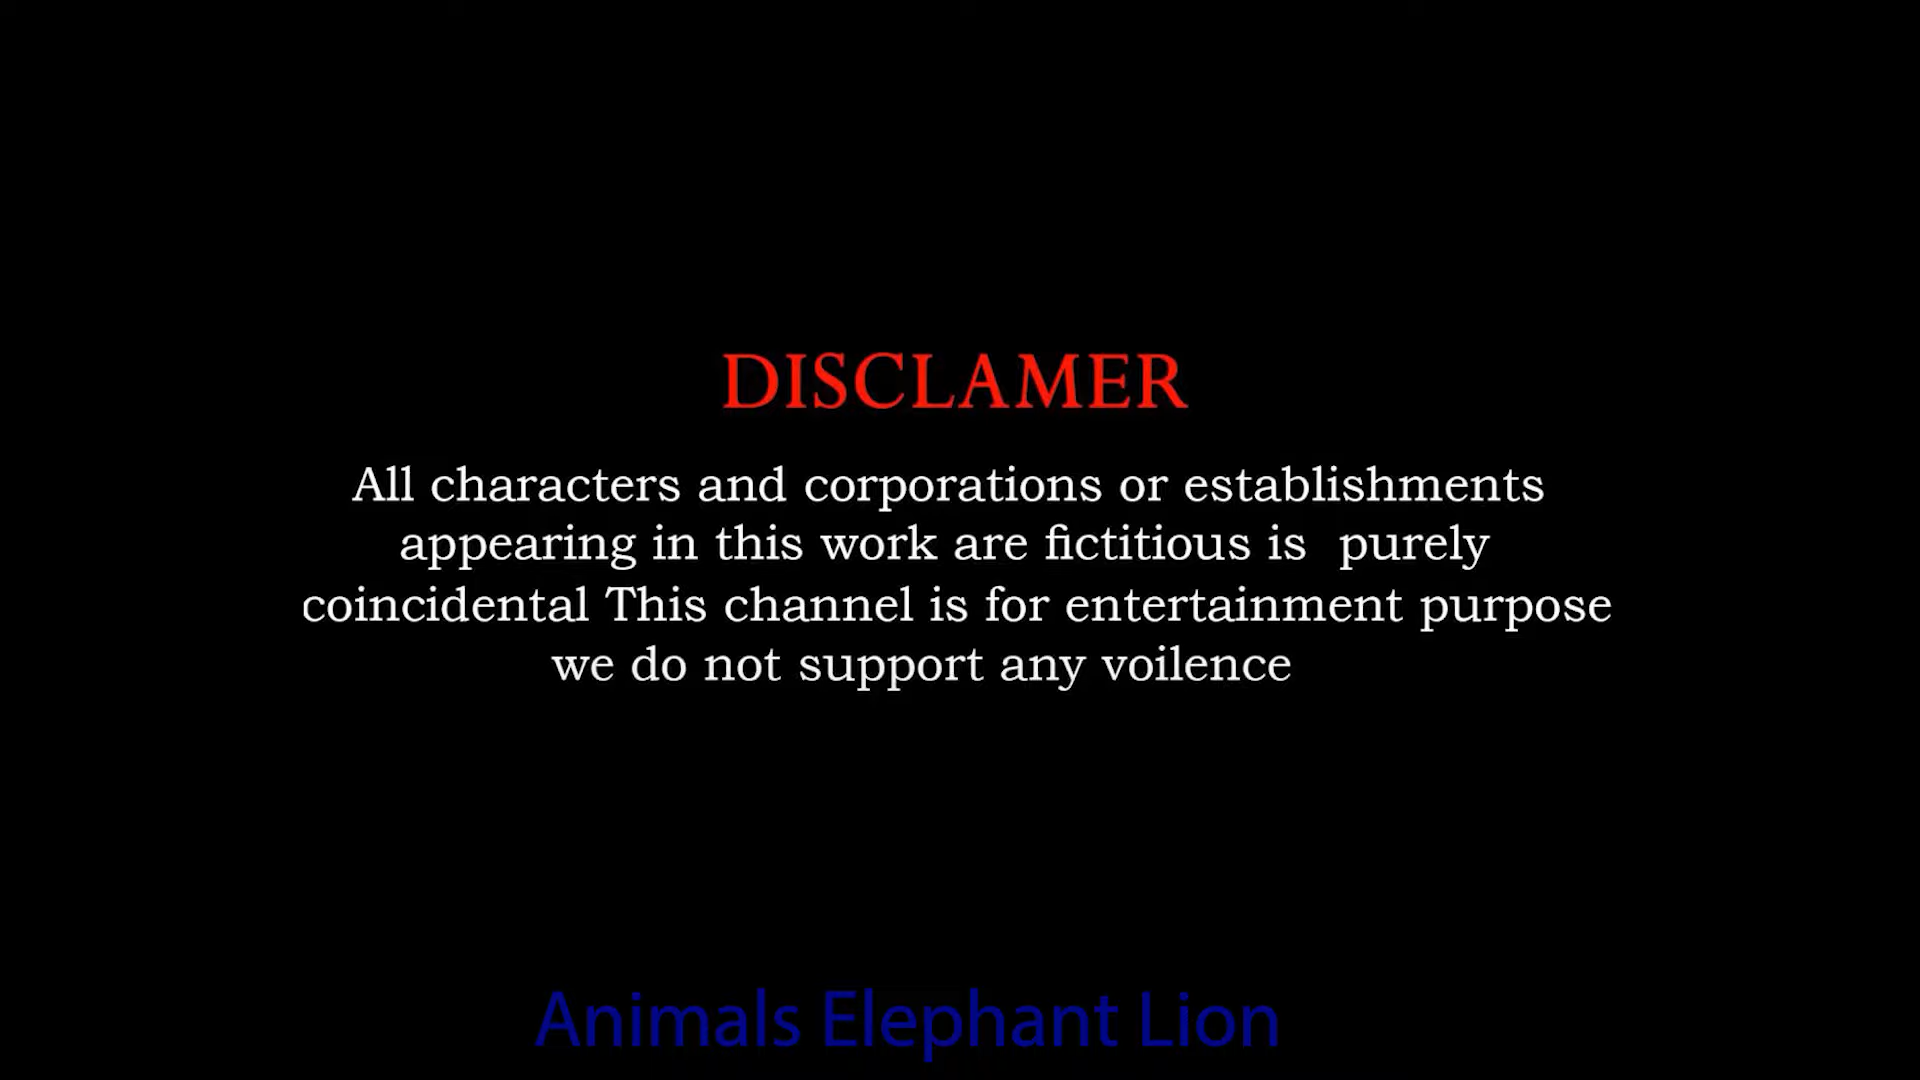 DISCLAMER
All characters and corporations or establishments
appearing in this work are fictitious is  purely
coincidental This channel is for entertainment purpose
we do not support any voilence
Animals Elephant Lion